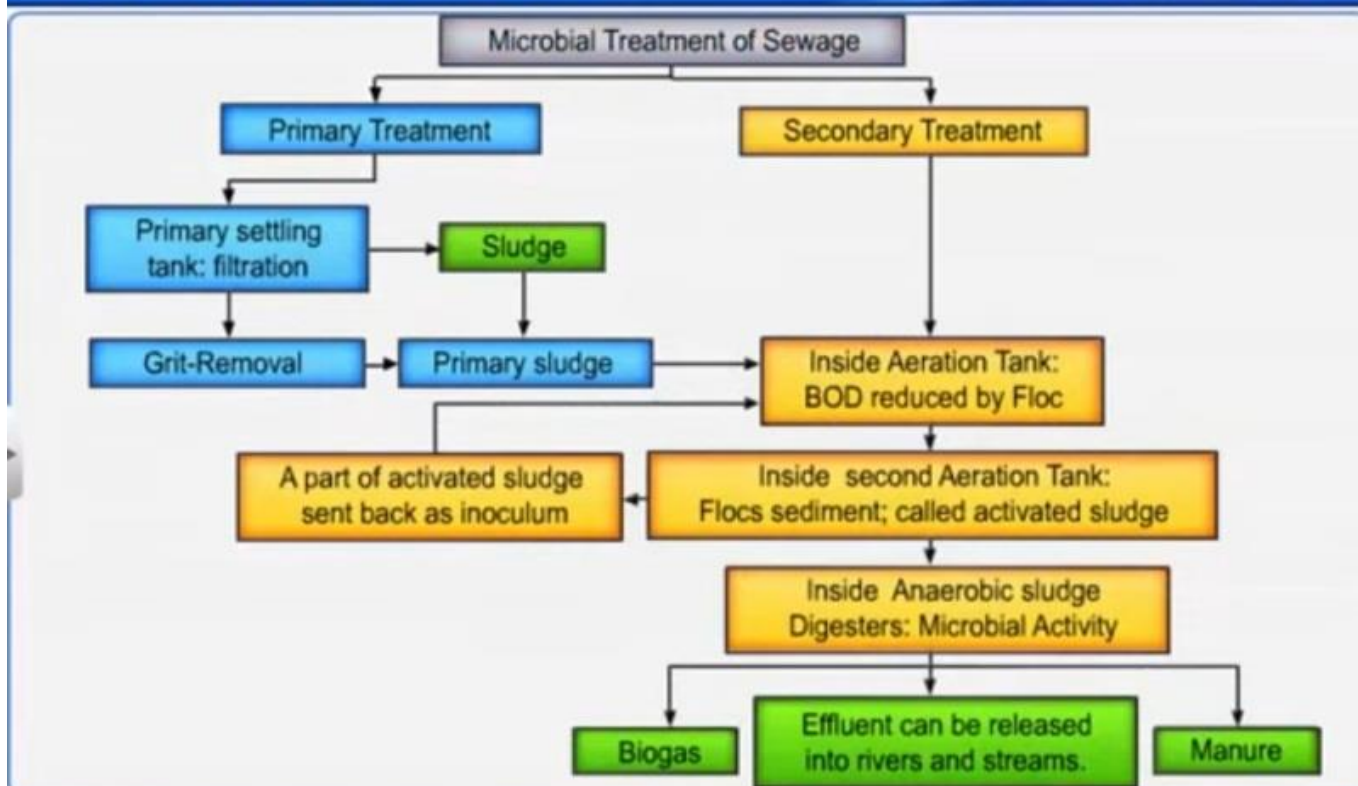 Microbial Treatment of Sewage
Primary Treatment
Secondary Treatment
Primary settling
tank: filtration
Sludge
Grit-Removal
Primary sludge
Inside Aeration Tank:
BOD reduced by Floc
A part of activated sludge
sent back as inoculum
Inside second Aeration Tank:
Flocs sediment; called activated sludge
Inside Anaerobic sludge
Digesters: Microbial Activity
Biogas
Effluent can be released
into rivers and streams.
Manure